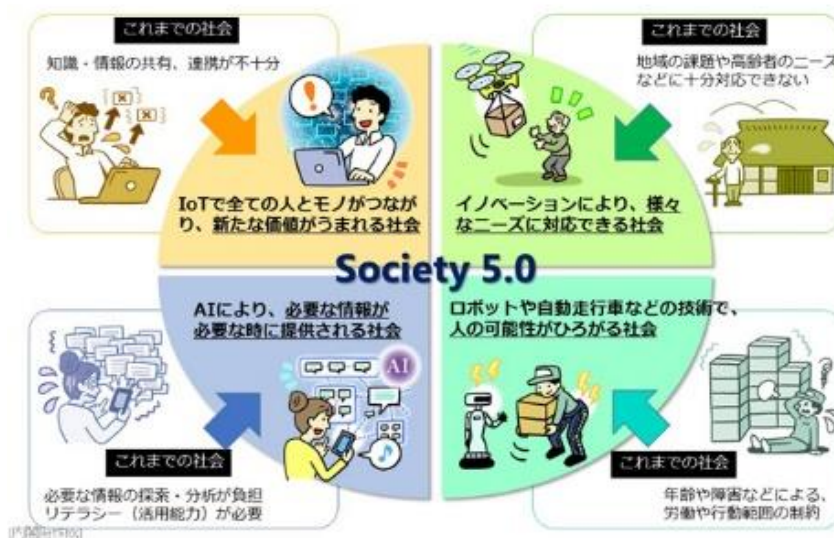 これまでの社会
知識・情報の共有、連携が不十分
IoTで全ての人とモノがつなが
り、新たな価値がうまれる社会
これまでの社会
地域の課題や高齢者のニーズ
などに十分対応できない
イノベーションにより、様々
なニーズに対応できる社会
Society 5.0
AIにより、必要な情報が
必要な時に提供される社会
AI
これまでの社会
必要な情報の探索・分析が負担
リテラシー（活用能力）が必要
ロボットや自動走行車などの技術で、
人の可能性がひろがる社会
これまでの社会
年齢や障害などによる、
労働や行動範囲の制約